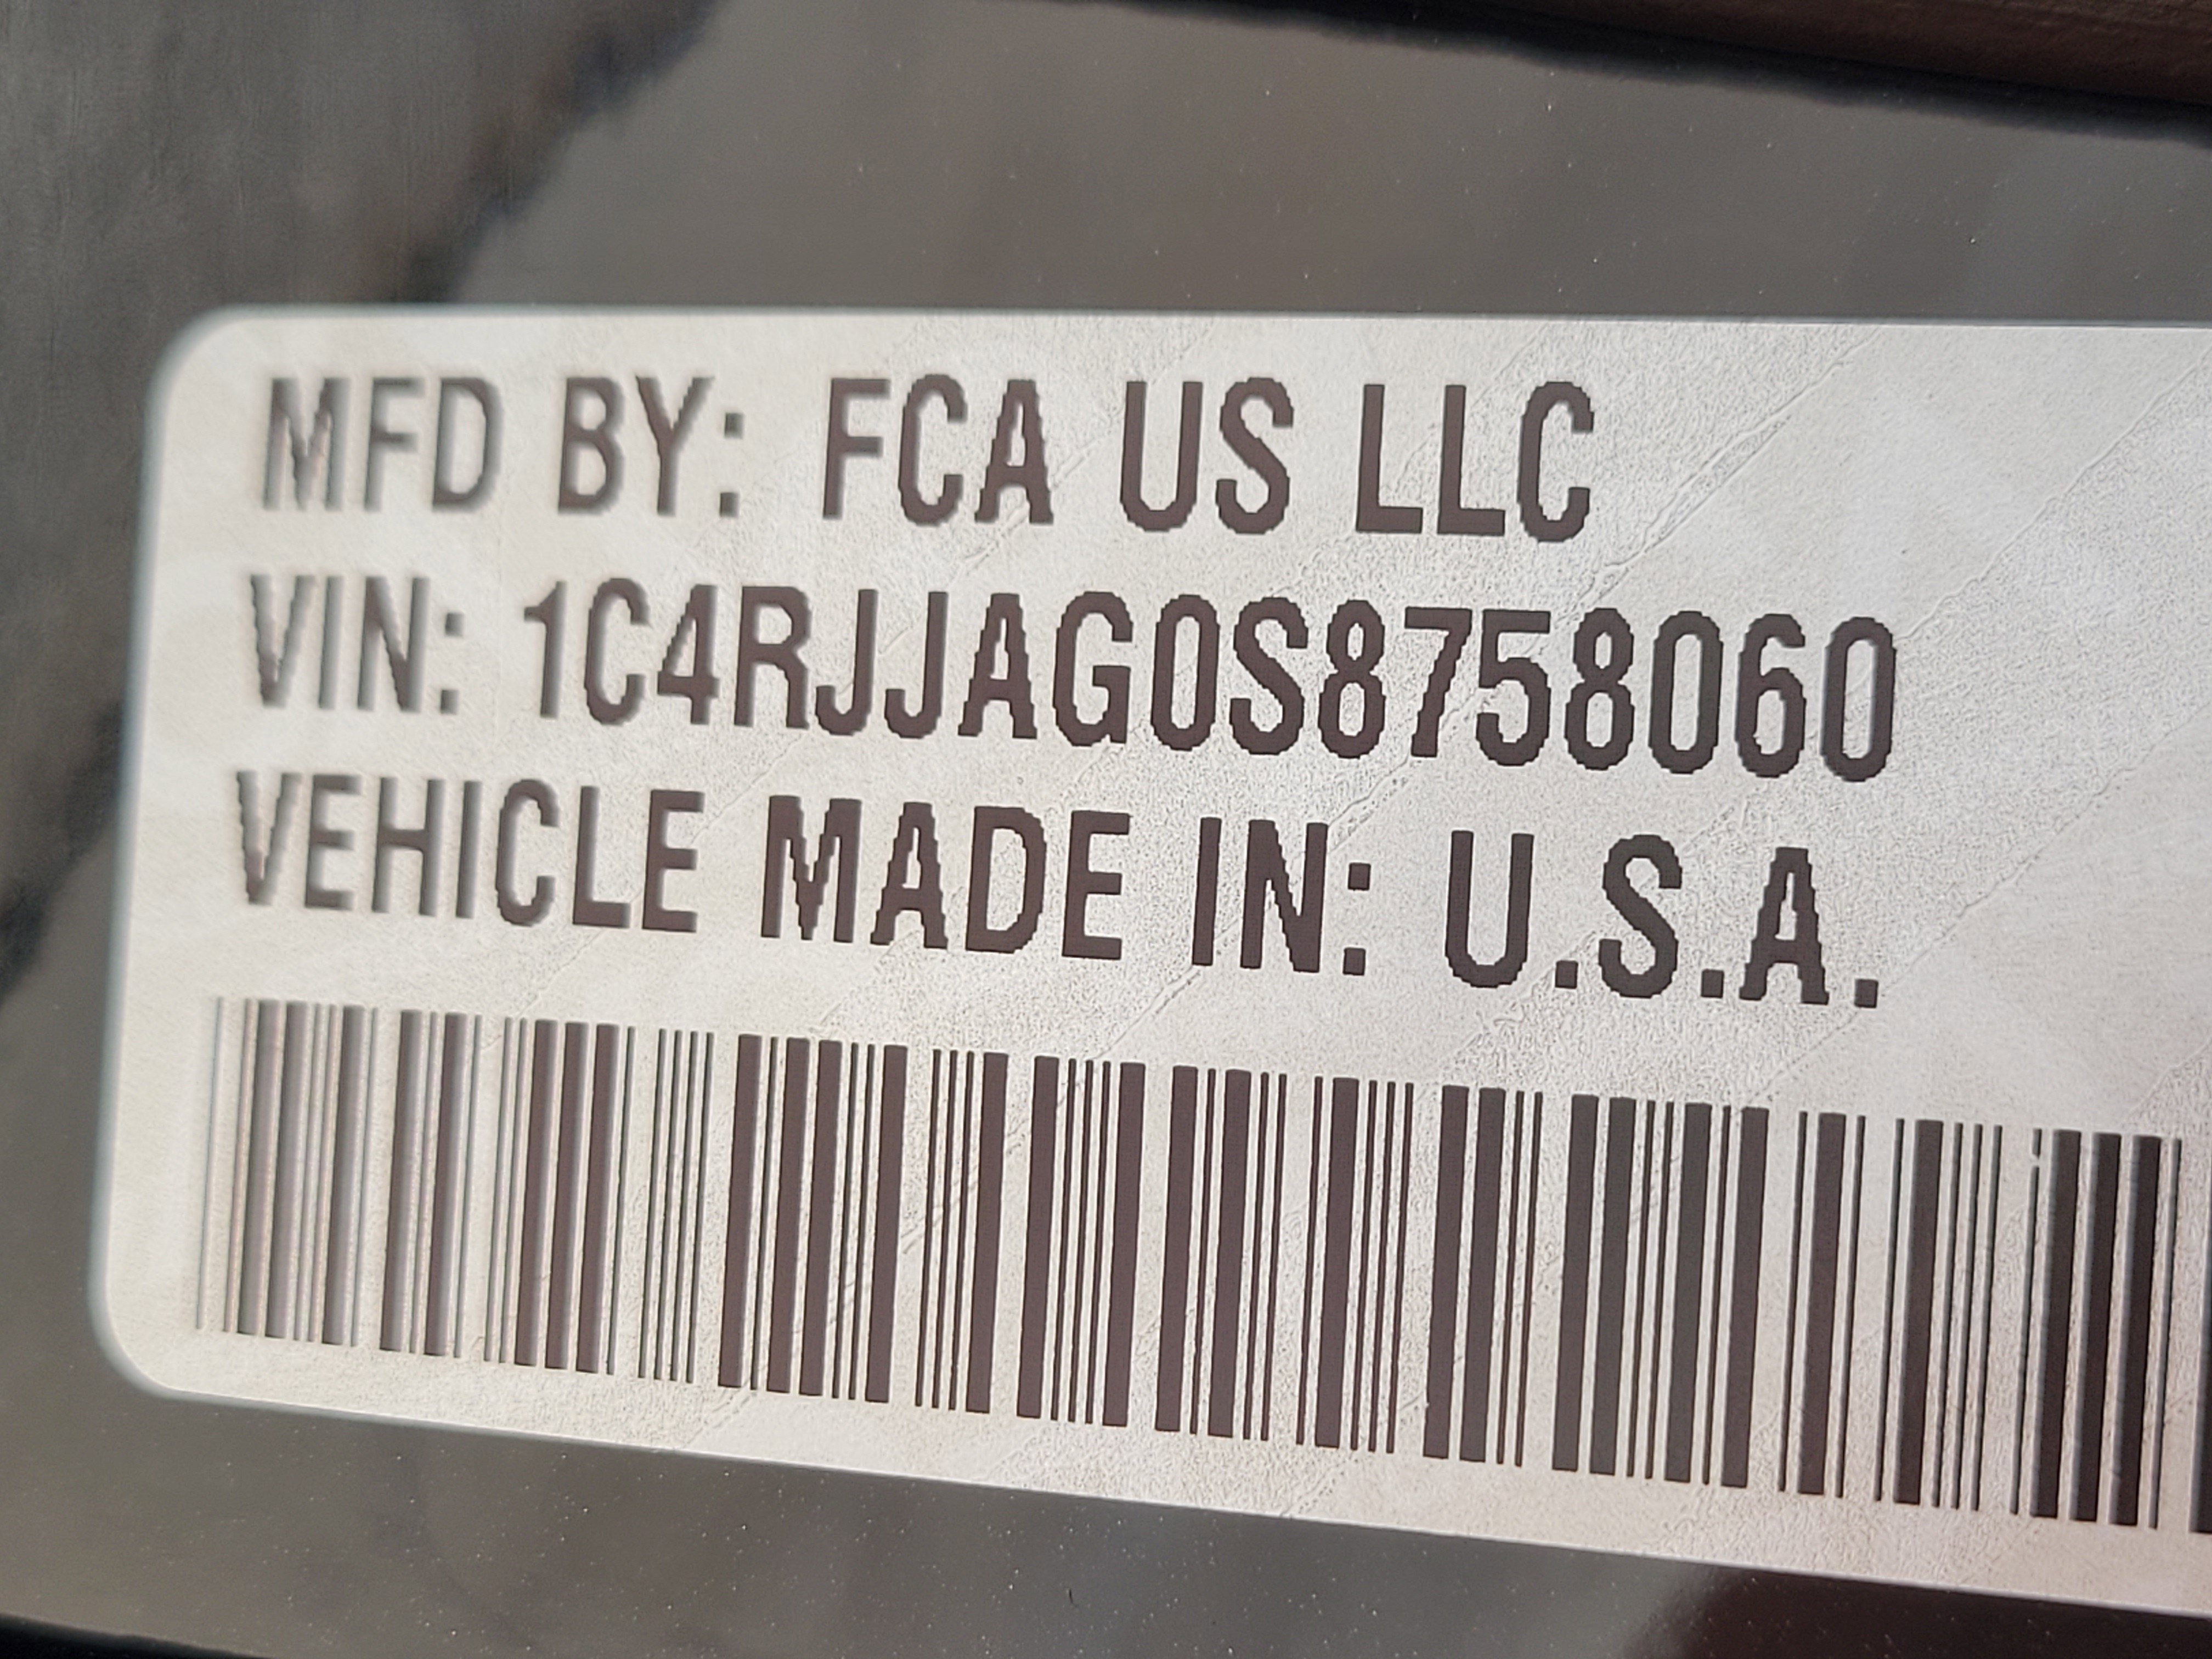 MFD BY: FCA US LLC
VIN: 1C4RJJAG0S8758060
VEHICLE MADE IN: U.S.A.